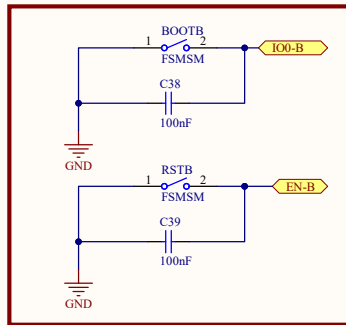 BOOTB
1 2
IO0-B
FSMSM
C38
100nF
GND
RSTB
1 2
EN-B
FSMSM
C39
100nF
GND